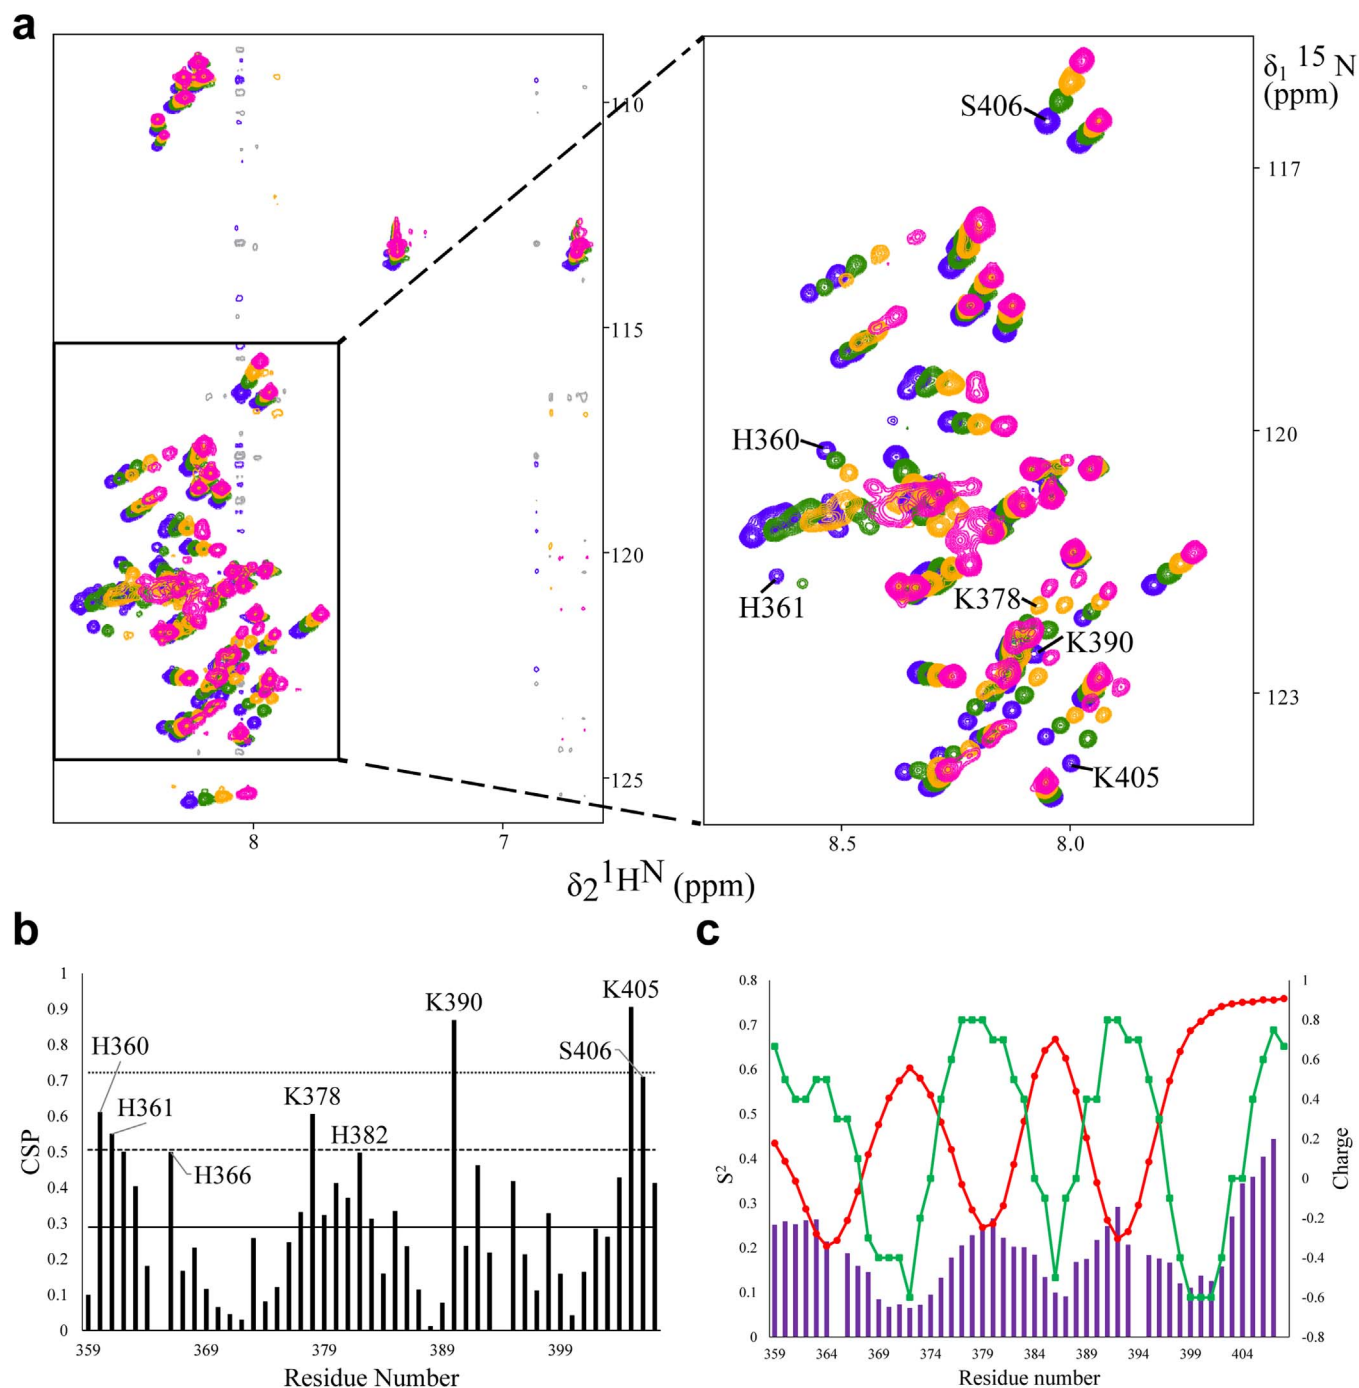 a
δ₁ ¹⁵ N
(ppm)
S406
110
117
115
H360
120
H361
K378
K390
120
123
K405
125
8
7
8.5
8.0
δ2 ¹Hᴺ (ppm)
b
c
CSP
1
0.9
0.8
0.7
0.6
0.5
0.4
0.3
0.2
0.1
0
H360
H361
H366
K378
H382
K390
K405
S406
359
369
379
389
399
Residue Number
S²
0.8
0.7
0.6
0.5
0.4
0.3
0.2
0.1
0
Charge
1
0.8
0.6
0.4
0.2
0
-0.2
-0.4
-0.6
-0.8
359
364
369
374
379
384
389
394
399
404
Residue number